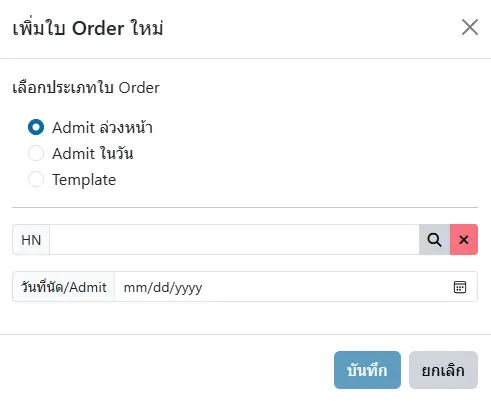 เพิ่มใบ Order ใหม่
เลือกประเภทใบ Order
Admit ล่วงหน้า
Admit ในวัน
Template
HN
วันที่นัด/Admit mm/dd/yyyy
บันทึก ยกเลิก